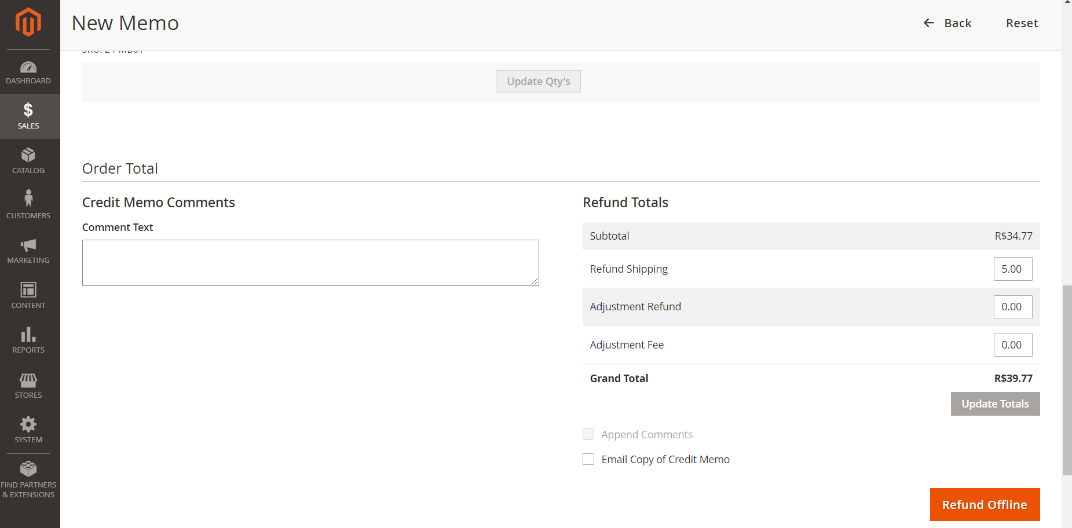 New Memo
Back
Reset
DASHBOARD
SALES
CATALOG
CUSTOMERS
MARKETING
CONTENT
REPORTS
STORES
SYSTEM
FIND PARTNERS
& EXTENSIONS
Update Qty's
Order Total
Credit Memo Comments
Comment Text
Refund Totals
Subtotal R$34.77
Refund Shipping 5.00
Adjustment Refund 0.00
Adjustment Fee 0.00
Grand Total R$39.77
Update Totals
Append Comments
Email Copy of Credit Memo
Refund Offline